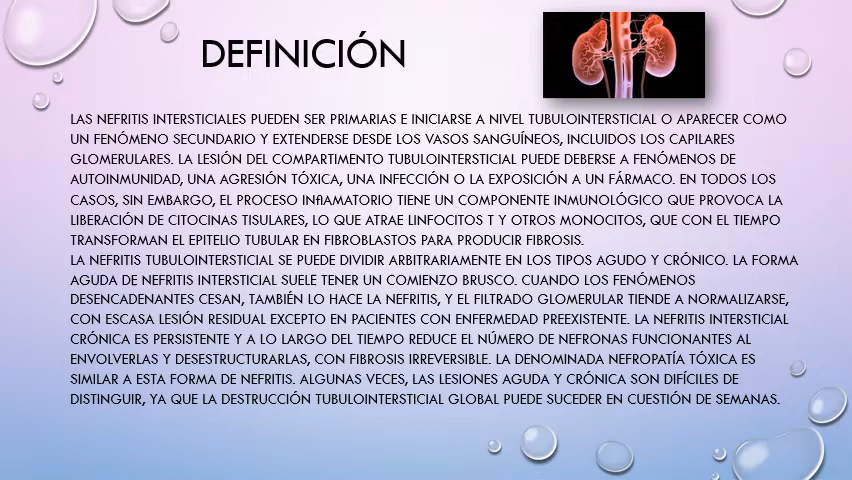 DEFINICIÓN
LAS NEFRITIS INTERSTICIALES PUEDEN SER PRIMARIAS E INICIARSE A NIVEL TUBULOINTERSTICIAL O APARECER COMO
UN FENÓMENO SECUNDARIO Y EXTENDERSE DESDE LOS VASOS SANGUÍNEOS, INCLUIDOS LOS CAPILARES
GLOMERULARES. LA LESIÓN DEL COMPARTIMENTO TUBULOINTERSTICIAL PUEDE DEBERSE A FENÓMENOS DE
AUTOINMUNIDAD, UNA AGRESIÓN TÓXICA, UNA INFECCIÓN O LA EXPOSICIÓN A UN FÁRMACO. EN TODOS LOS
CASOS, SIN EMBARGO, EL PROCESO INflAMATORIO TIENE UN COMPONENTE INMUNOLÓGICO QUE PROVOCA LA
LIBERACIÓN DE CITOCINAS TISULARES, LO QUE ATRAE LINFOCITOS T Y OTROS MONOCITOS, QUE CON EL TIEMPO
TRANSFORMAN EL EPITELIO TUBULAR EN FIBROBLASTOS PARA PRODUCIR FIBROSIS.
LA NEFRITIS TUBULOINTERSTICIAL SE PUEDE DIVIDIR ARBITRARIAMENTE EN LOS TIPOS AGUDO Y CRÓNICO. LA FORMA
AGUDA DE NEFRITIS INTERSTICIAL SUELE TENER UN COMIENZO BRUSCO. CUANDO LOS FENÓMENOS
DESENCADENANTES CESAN, TAMBIÉN LO HACE LA NEFRITIS, Y EL FILTRADO GLOMERULAR TIENDE A NORMALIZARSE,
CON ESCASA LESIÓN RESIDUAL EXCEPTO EN PACIENTES CON ENFERMEDAD PREEXISTENTE. LA NEFRITIS INTERSTICIAL
CRÓNICA ES PERSISTENTE Y A LO LARGO DEL TIEMPO REDUCE EL NÚMERO DE NEFRONAS FUNCIONANTES AL
ENVOLVERLAS Y DESESTRUCTURARLAS, CON FIBROSIS IRREVERSIBLE. LA DENOMINADA NEFROPATÍA TÓXICA ES
SIMILAR A ESTA FORMA DE NEFRITIS. ALGUNAS VECES, LAS LESIONES AGUDA Y CRÓNICA SON DIFÍCILES DE
DISTINGUIR, YA QUE LA DESTRUCCIÓN TUBULOINTERSTICIAL GLOBAL PUEDE SUCEDER EN CUESTIÓN DE SEMANAS.